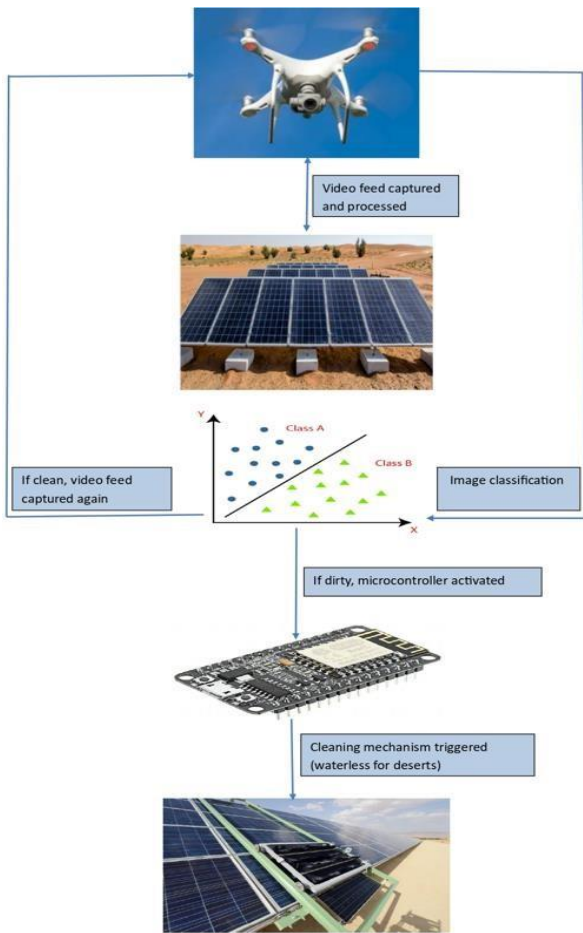 Video feed captured
and processed
Y
Class A
Class B
X
If clean, video feed
captured again
Image classification
If dirty, microcontroller activated
Cleaning mechanism triggered
(waterless for deserts)